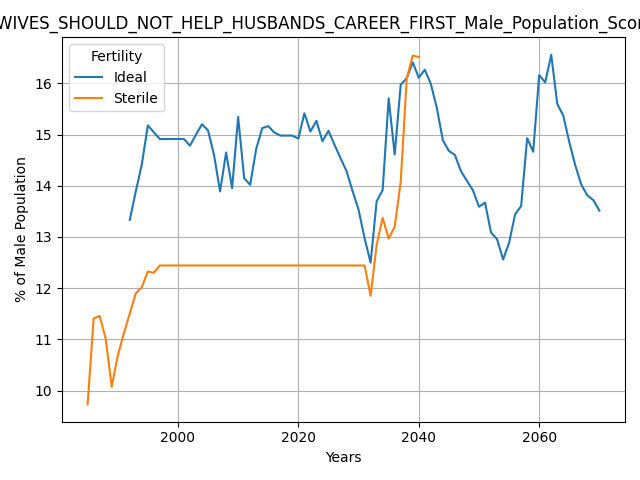 WIVES_SHOULD_NOT_HELP_HUSBANDS_CAREER_FIRST_Male_Population_Scor
Fertility
Ideal
Sterile
16
15
14
13
12
11
10
% of Male Population
2000 2020 2040 2060
Years